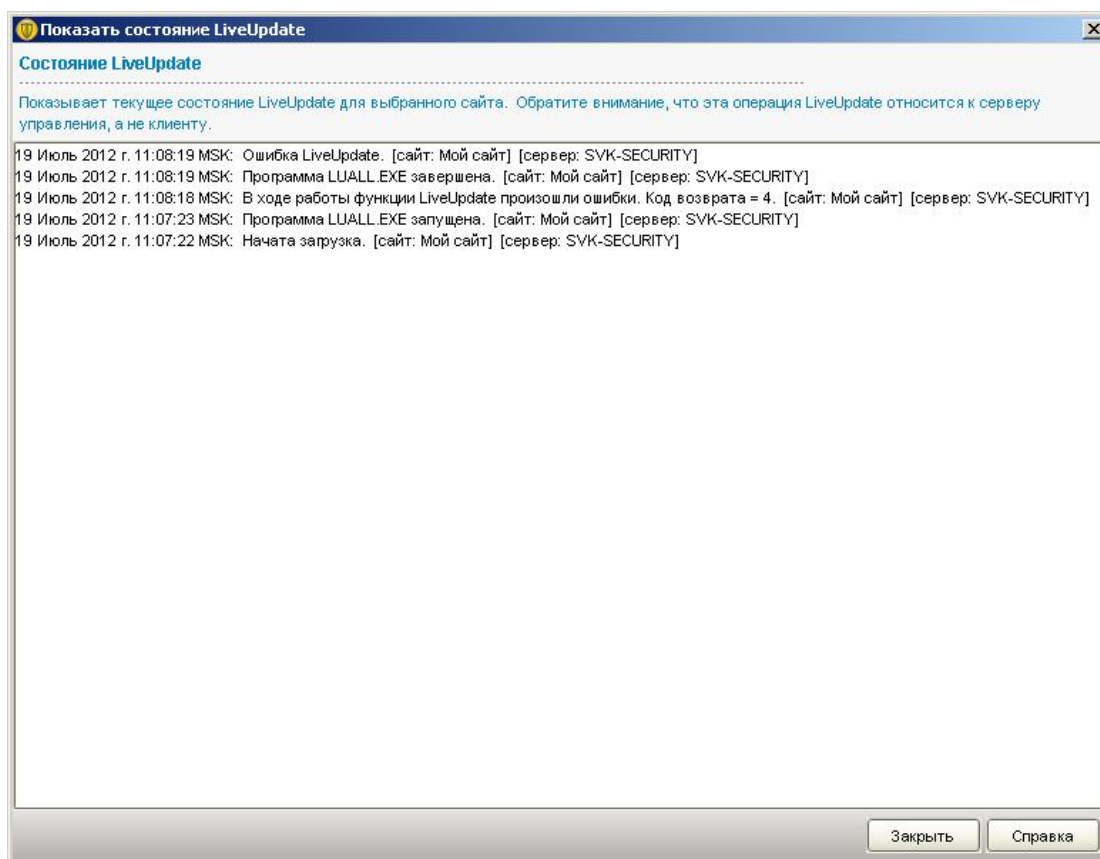 Показать состояние LiveUpdate
Состояние LiveUpdate
Показывает текущее состояние LiveUpdate для выбранного сайта. Обратите внимание, что эта операция LiveUpdate относится к серверу
управления, а не клиенту.
19 Июль 2012 г. 11:08:19 MSK: Ошибка LiveUpdate. [сайт: Мой сайт] [сервер: SVK-SECURITY]
19 Июль 2012 г. 11:08:19 MSK: Программа LUALL.EXE завершена. [сайт: Мой сайт] [сервер: SVK-SECURITY]
19 Июль 2012 г. 11:08:18 MSK: В ходе работы функции LiveUpdate произошли ошибки. Код возврата = 4. [сайт: Мой сайт] [сервер: SVK-SECURITY]
19 Июль 2012 г. 11:07:23 MSK: Программа LUALL.EXE запущена. [сайт: Мой сайт] [сервер: SVK-SECURITY]
19 Июль 2012 г. 11:07:22 MSK: Начата загрузка. [сайт: Мой сайт] [сервер: SVK-SECURITY]
Закрыть Справка